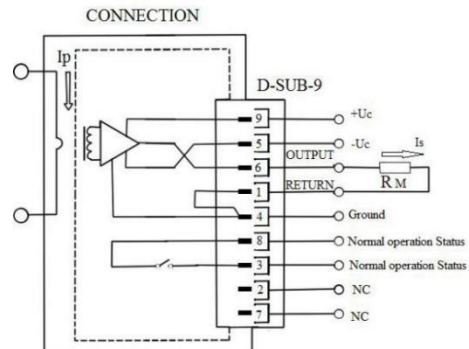 CONNECTION
Ip
D-SUB-9
9 +Uc
5 -Uc
6 OUTPUT Is
1 RETURN RM
4 Ground
8 Normal operation Status
3 Normal operation Status
2 NC
7 NC